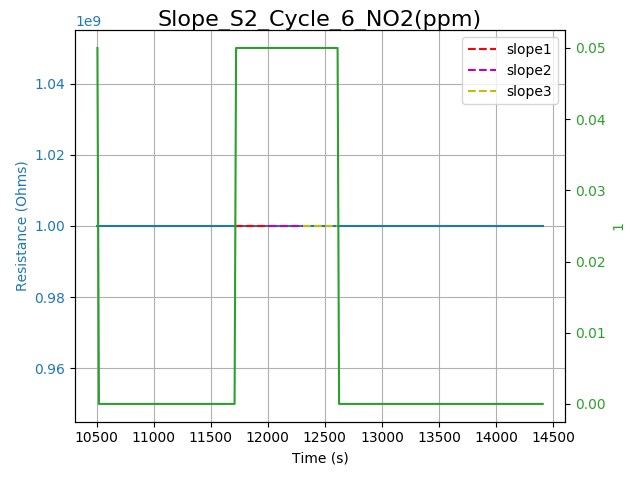 Slope_S2_Cycle_6_NO2(ppm)
1e9
slope1
slope2
slope3
1.04
1.02
1.00
0.98
0.96
Resistance (Ohms)
0.05
0.04
0.03
0.02
0.01
0.00
1
10500 11000 11500 12000 12500 13000 13500 14000 14500
Time (s)